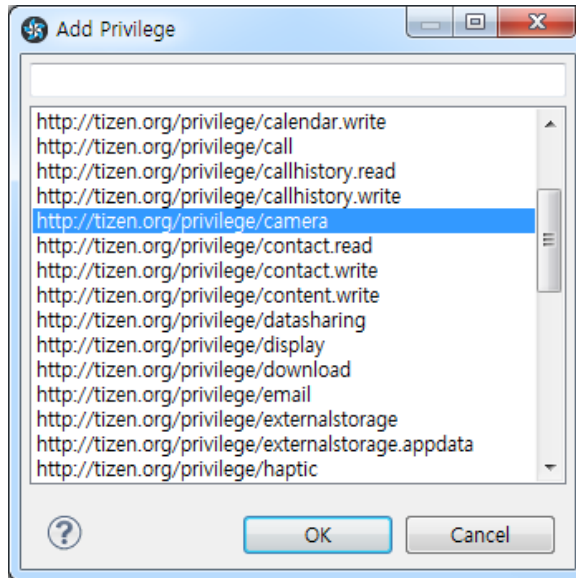 Add Privilege
http://tizen.org/privilege/calendar.write
http://tizen.org/privilege/call
http://tizen.org/privilege/callhistory.read
http://tizen.org/privilege/callhistory.write
http://tizen.org/privilege/camera
http://tizen.org/privilege/contact.read
http://tizen.org/privilege/contact.write
http://tizen.org/privilege/content.write
http://tizen.org/privilege/datasharing
http://tizen.org/privilege/display
http://tizen.org/privilege/download
http://tizen.org/privilege/email
http://tizen.org/privilege/externalstorage
http://tizen.org/privilege/externalstorage.appdata
http://tizen.org/privilege/haptic
? OK Cancel